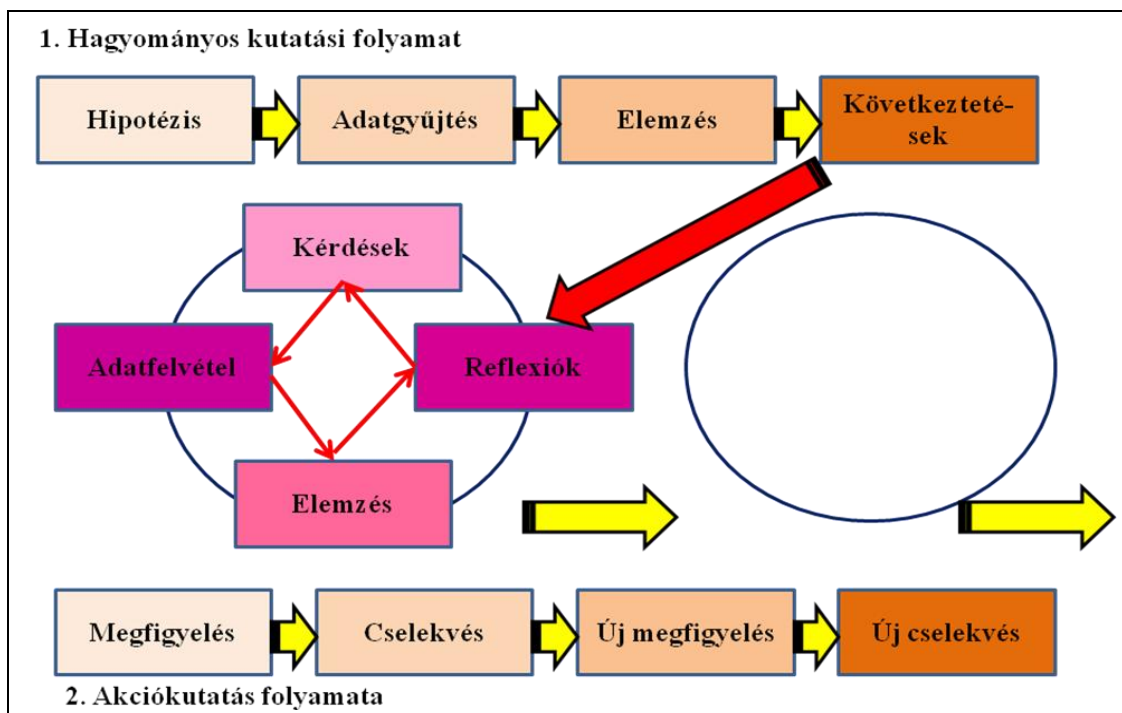 1. Hagyományos kutatási folyamat
Hipotézis
Adatgyűjtés
Elemzés
Következteté-
sek
Kérdések
Adatfelvétel
Reflexiók
Elemzés
Megfigyelés
Cselekvés
Új megfigyelés
Új cselekvés
2. Akciókutatás folyamata